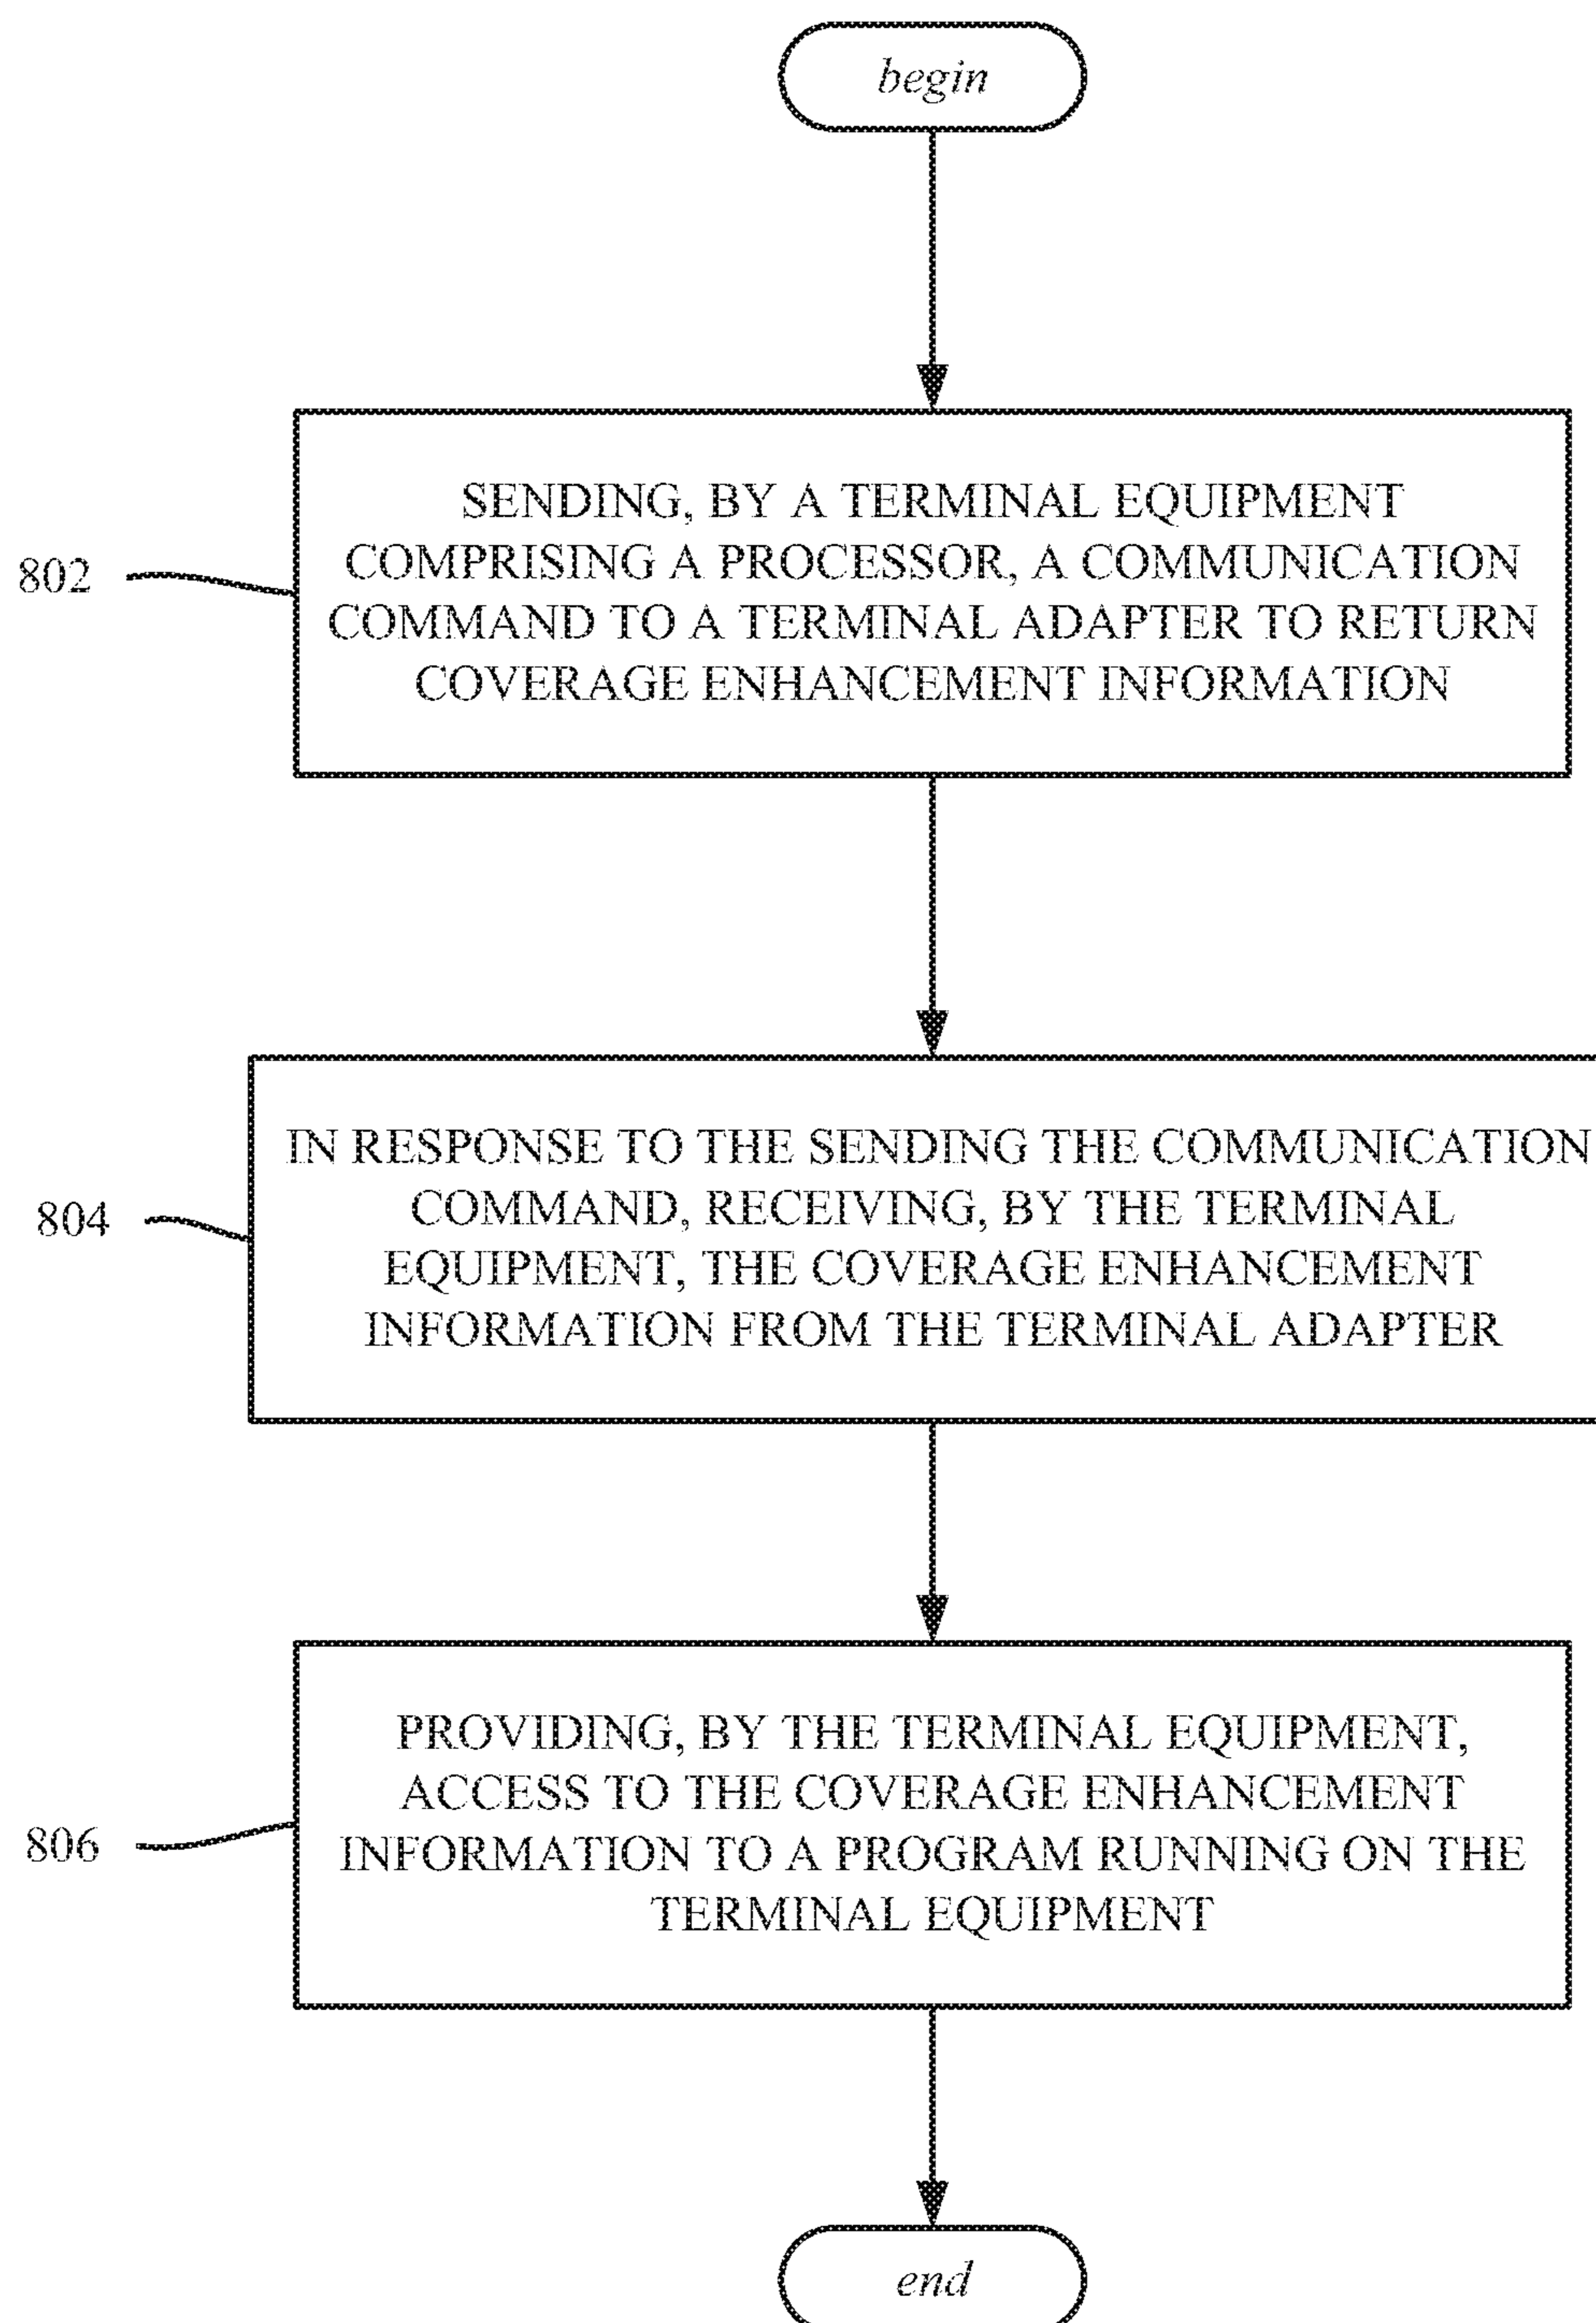 begin
SENDING, BY A TERMINAL EQUIPMENT
COMPRISING A PROCESSOR, A COMMUNICATION
802
COMMAND TO A TERMINAL ADAPTER TO RETURN
COVERAGE ENHANCEMENT INFORMATION
IN RESPONSE TO THE SENDING THE COMMUNICATION
COMMAND, RECEIVING, BY THE TERMINAL
804
EQUIPMENT, THE COVERAGE ENHANCEMENT
INFORMATION FROM THE TERMINAL ADAPTER
PROVIDING, BY THE TERMINAL EQUIPMENT,
ACCESS TO THE COVERAGE ENHANCEMENT
806
INFORMATION TO A PROGRAM RUNNING ON THE
TERMINAL EQUIPMENT
end